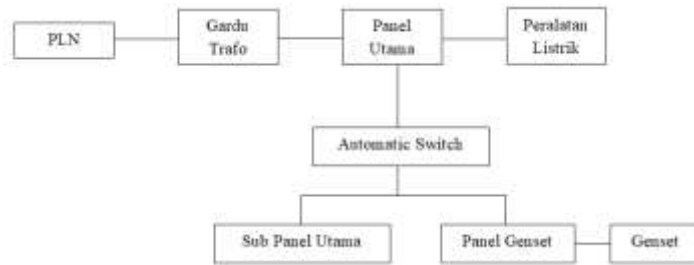 PLN
Gardu
Trafo
Panel
Utama
Peralatan
Listrik
Automatic Switch
Sub Panel Utama
Panel Genset
Genset